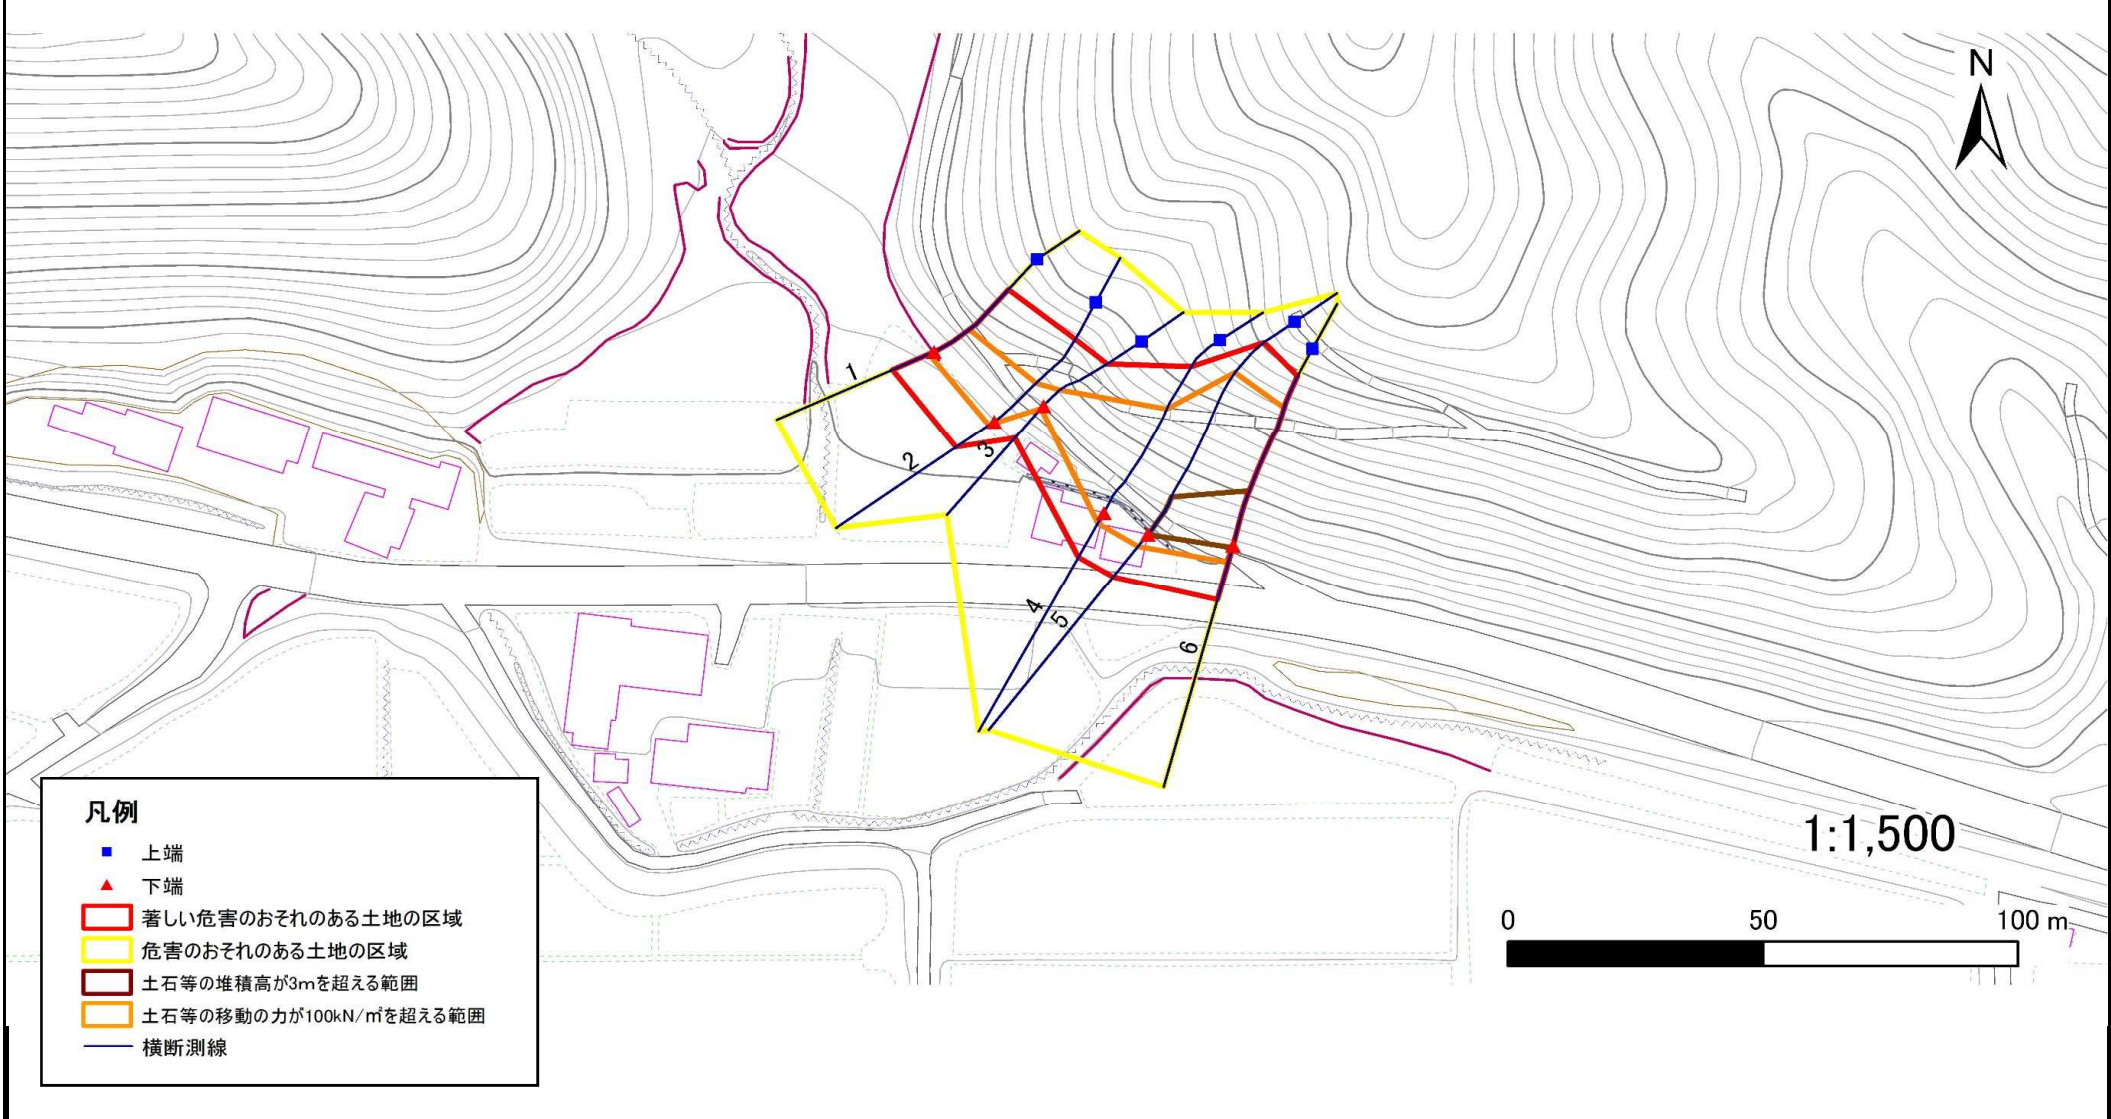 N
1
2
3
4
5
6
1:1,500
0 50 100 m
凡例
上端
下端
著しい危害のおそれのある土地の区域
危害のおそれのある土地の区域
土石等の堆積高が3mを超える範囲
土石等の移動の力が100kN/㎡を超える範囲
横断測線